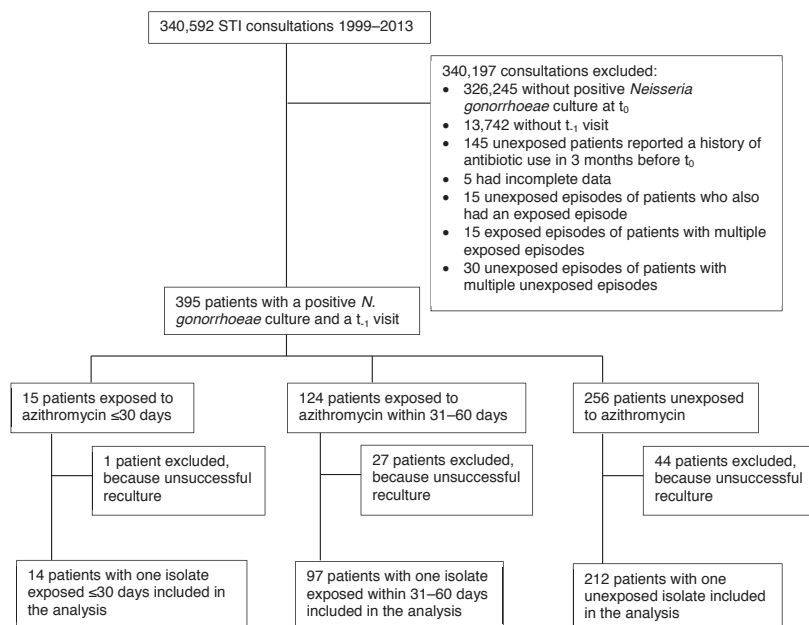 340,592 STI consultations 1999–2013
340,197 consultations excluded:
• 326,245 without positive Neisseria
gonorrhoeae culture at t0
• 13,742 without t-1 visit
• 145 unexposed patients reported a history of
antibiotic use in 3 months before t0
• 5 had incomplete data
• 15 unexposed episodes of patients who also
had an exposed episode
• 15 exposed episodes of patients with multiple
exposed episodes
• 30 unexposed episodes of patients with
multiple unexposed episodes
395 patients with a positive N.
gonorrhoeae culture and a t-1 visit
15 patients exposed to
azithromycin ≤30 days
124 patients exposed to
azithromycin within 31–60 days
256 patients unexposed
to azithromycin
1 patient excluded,
because unsuccessful
reculture
27 patients excluded,
because unsuccessful
reculture
44 patients excluded,
because unsuccessful
reculture
14 patients with one isolate
exposed ≤30 days included in
the analysis
97 patients with one isolate
exposed within 31–60 days
included in the analysis
212 patients with one
unexposed isolate included
in the analysis